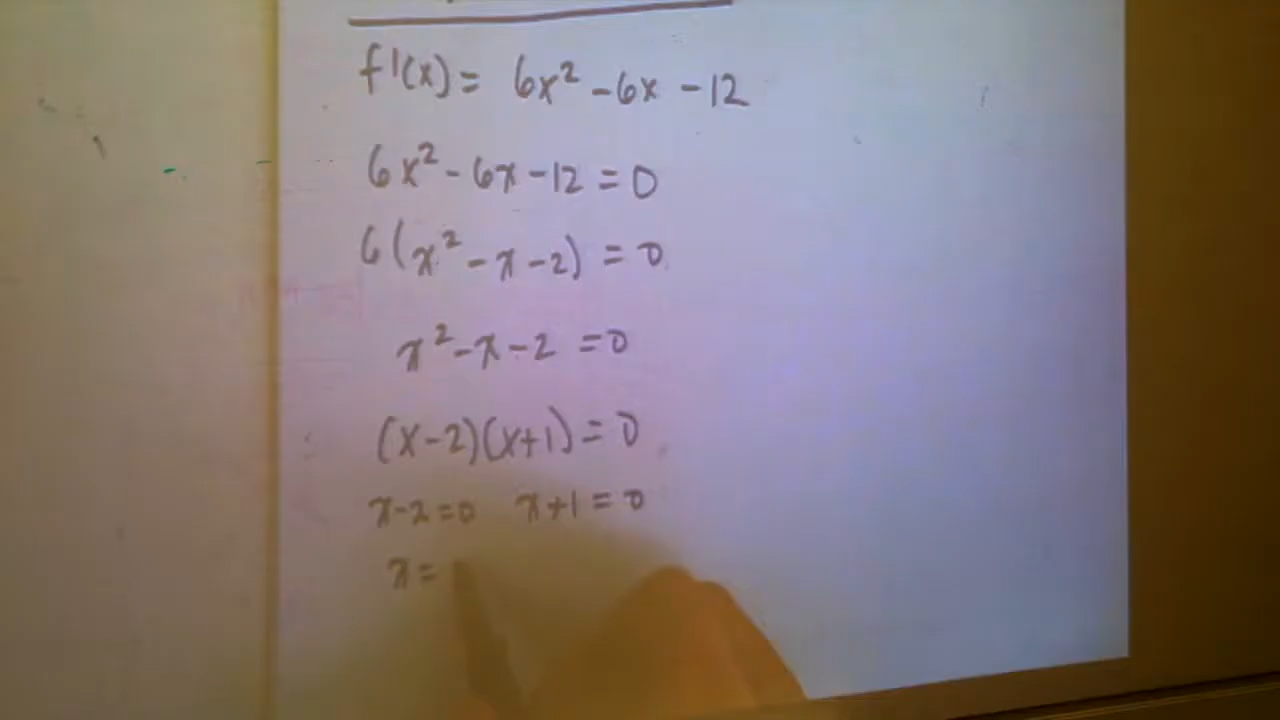 f'(x) = 6x² - 6x - 12
6x² - 6x - 12 = 0
6(x² - x - 2) = 0
x² - x - 2 = 0
(x - 2)(x + 1) = 0
x - 2 = 0 x + 1 = 0
x =